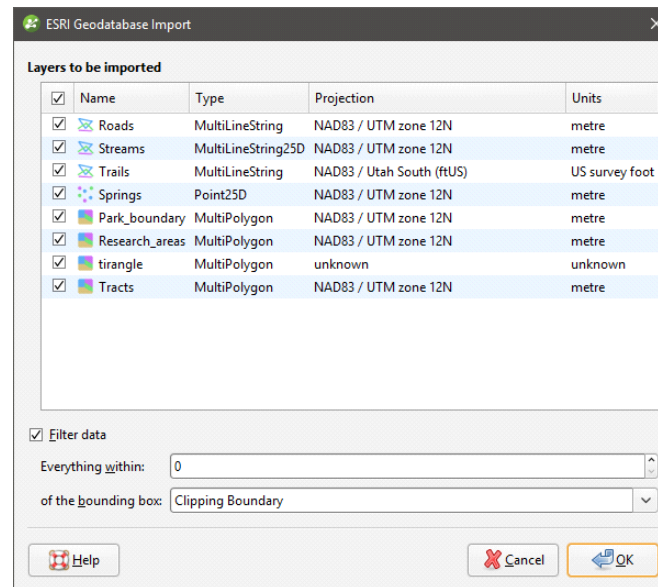 ESRI Geodatabase Import
Layers to be imported
Name Type Projection Units
Roads MultiLineString NAD83 / UTM zone 12N metre
Streams MultiLineString25D NAD83 / UTM zone 12N metre
Trails MultiLineString NAD83 / Utah South (ftUS) US survey foot
Springs Point25D NAD83 / UTM zone 12N metre
Park_boundary MultiPolygon NAD83 / UTM zone 12N metre
Research_areas MultiPolygon NAD83 / UTM zone 12N metre
tirangle MultiPolygon unknown unknown
Tracts MultiPolygon NAD83 / UTM zone 12N metre
Filter data
Everything within: 0
of the bounding box: Clipping Boundary
Help Cancel OK